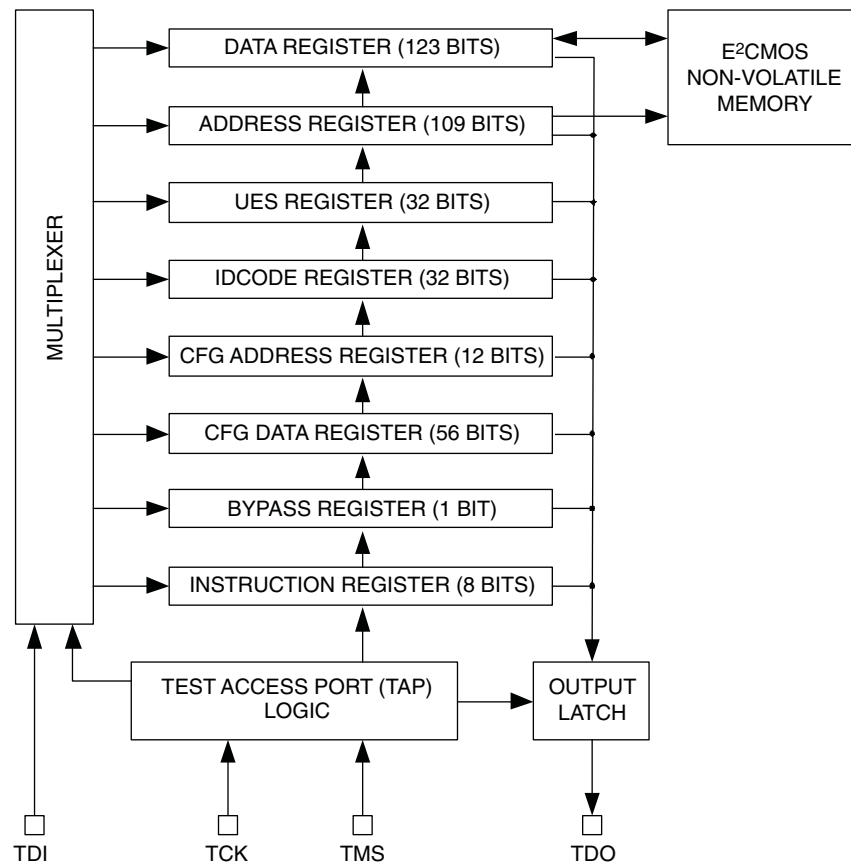 DATA REGISTER (123 BITS)
E²CMOS
NON-VOLATILE
MEMORY
ADDRESS REGISTER (109 BITS)
UES REGISTER (32 BITS)
MULTIPLEXER
IDCODE REGISTER (32 BITS)
CFG ADDRESS REGISTER (12 BITS)
CFG DATA REGISTER (56 BITS)
BYPASS REGISTER (1 BIT)
INSTRUCTION REGISTER (8 BITS)
TEST ACCESS PORT (TAP)
LOGIC
OUTPUT
LATCH
TDI
TCK
TMS
TDO